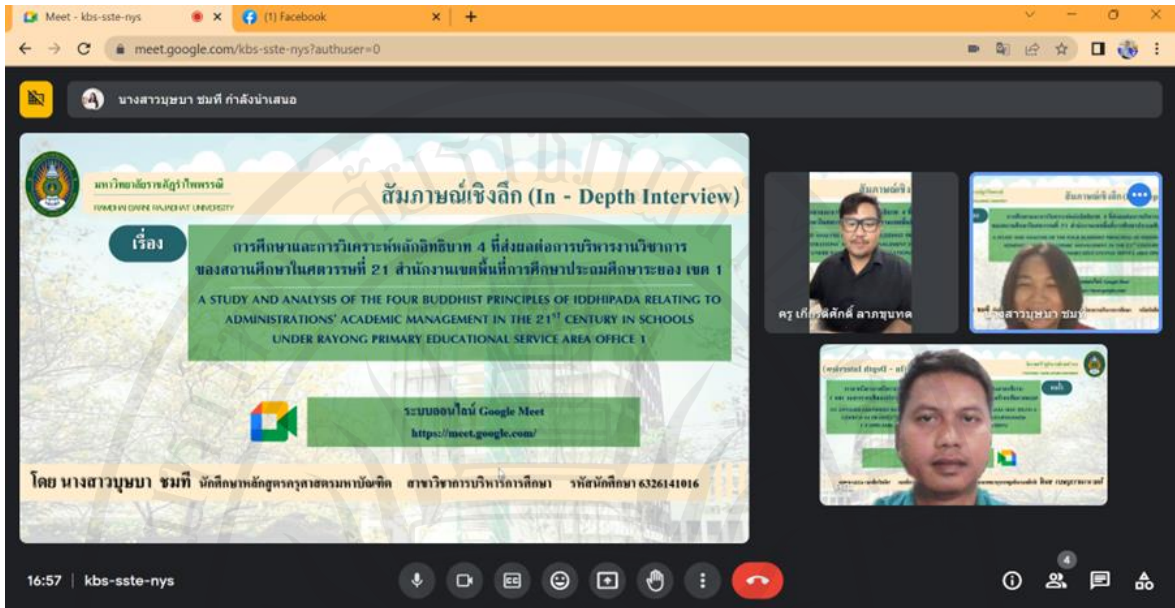 Meet - kbs-sste-nys
(1) Facebook
meet.google.com/kbs-sste-nys?authuser=0
นางสาวบุษบา ชมที กำลังนำเสนอ
มหาวิทยาลัยราชภัฏรำไพพรรณี
RAMBHAI BARNI RAJABHAT UNIVERSITY
สัมภาษณ์เชิงลึก (In - Depth Interview)
เรื่อง
การศึกษาและการวิเคราะห์หลักอิทธิบาท 4 ที่ส่งผลต่อการบริหารงานวิชาการ
ของสถานศึกษาในศตวรรษที่ 21 สำนักงานเขตพื้นที่การศึกษาประถมศึกษาระยอง เขต 1
A STUDY AND ANALYSIS OF THE FOUR BUDDHIST PRINCIPLES OF IDDHIPADA RELATING TO
ADMINISTRATIONS' ACADEMIC MANAGEMENT IN THE 21ST CENTURY IN SCHOOLS
UNDER RAYONG PRIMARY EDUCATIONAL SERVICE AREA OFFICE 1
ระบบออนไลน์ Google Meet
https://meet.google.com/
โดย นางสาวบุษบา ชมที นักศึกษาหลักสูตรครุศาสตรมหาบัณฑิต สาขาวิชาการบริหารการศึกษา รหัสนักศึกษา 6326141016
ครู เกียรติศักดิ์ ลาภขุนทด
นางสาวบุษบา ชมที
16:57 | kbs-sste-nys
CC
4